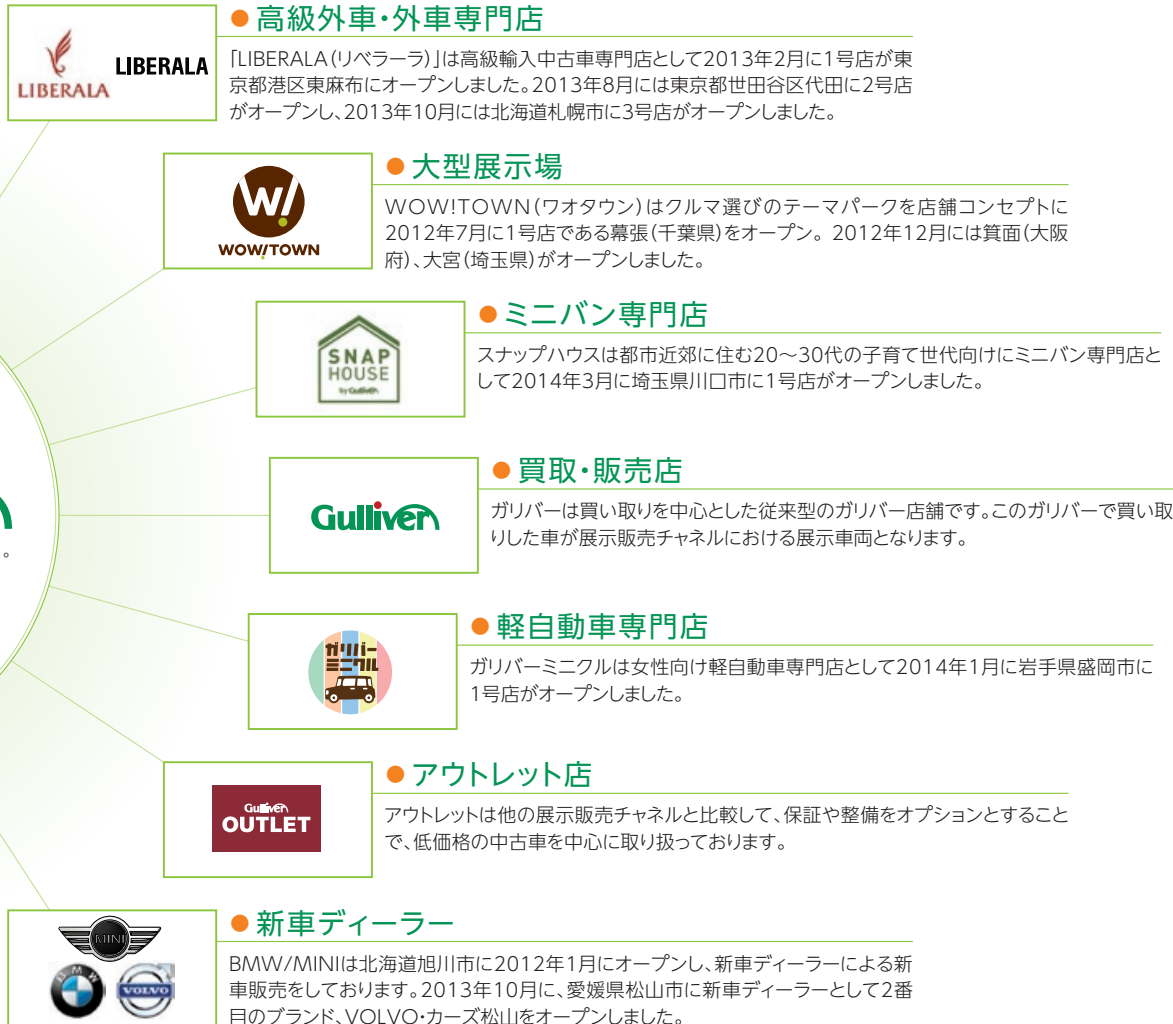 ● 高級外車・外車専門店
LIBERALA
LIBERALA
「LIBERALA(リベラーラ)」は高級輸入中古車専門店として2013年2月に1号店が東
京都港区東麻布にオープンしました。2013年8月には東京都世田谷区代田に2号店
がオープンし、2013年10月には北海道札幌市に3号店がオープンしました。
● 大型展示場
W!
WOW!TOWN
WOW!TOWN(ワオタウン)はクルマ選びのテーマパークを店舗コンセプトに
2012年7月に1号店である幕張(千葉県)をオープン。 2012年12月には箕面(大阪
府)、大宮(埼玉県)がオープンしました。
● ミニバン専門店
SNAP
HOUSE
by Gulliver
スナップハウスは都市近郊に住む20〜30代の子育て世代向けにミニバン専門店と
して2014年3月に埼玉県川口市に1号店がオープンしました。
● 買取・販売店
Gulliver
ガリバーは買い取りを中心とした従来型のガリバー店舗です。このガリバーで買い取
りした車が展示販売チャネルにおける展示車両となります。
。
● 軽自動車専門店
ガリバー
ミニクル
ガリバーミニクルは女性向け軽自動車専門店として2014年1月に岩手県盛岡市に
1号店がオープンしました。
● アウトレット店
Gulliver
OUTLET
アウトレットは他の展示販売チャネルと比較して、保証や整備をオプションとすること
で、低価格の中古車を中心に取り扱っております。
● 新車ディーラー
MINI
BMW
VOLVO
BMW/MINIは北海道旭川市に2012年1月にオープンし、新車ディーラーによる新
車販売をしております。2013年10月に、愛媛県松山市に新車ディーラーとして2番
目のブランド、VOLVO・カーズ松山をオープンしました。